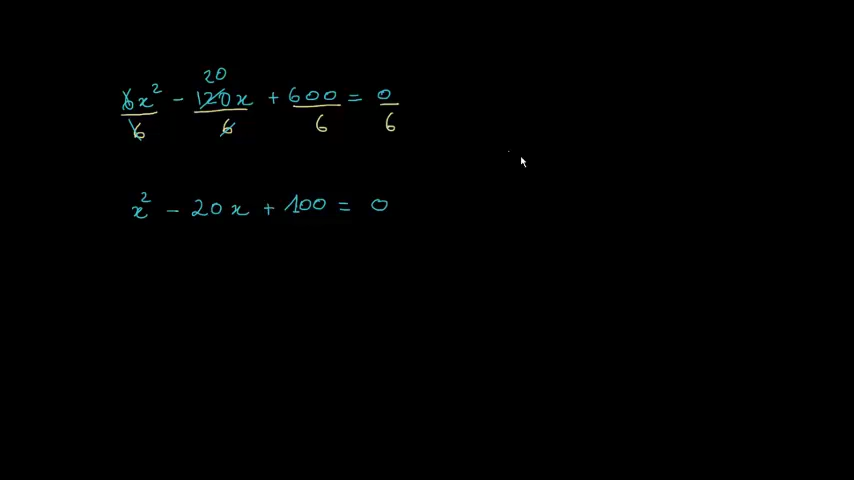 20
6x² - 120x + 600 = 0
6 6 6 6
x² - 20x + 100 = 0